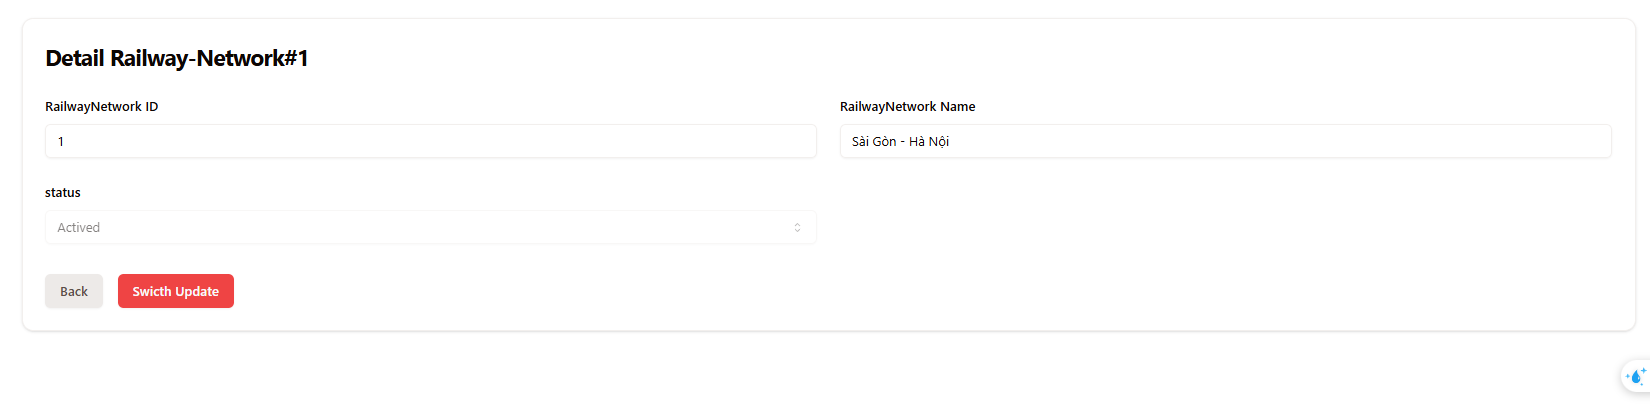 Detail Railway-Network#1
RailwayNetwork ID
RailwayNetwork Name
1
Sài Gòn - Hà Nội
status
Actived
Back
Swicth Update